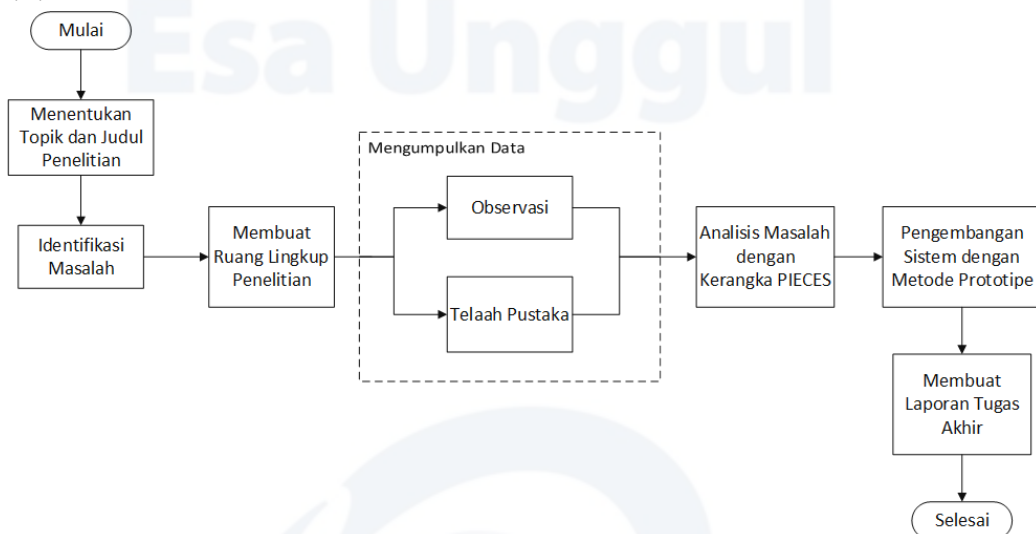 Esa Unggul
Mulai
Menentukan
Topik dan Judul
Penelitian
Identifikasi
Masalah
Membuat
Ruang Lingkup
Penelitian
Mengumpulkan Data
Observasi
Telaah Pustaka
Analisis Masalah
dengan
Kerangka PIECES
Pengembangan
Sistem dengan
Metode Prototipe
Membuat
Laporan Tugas
Akhir
Selesai